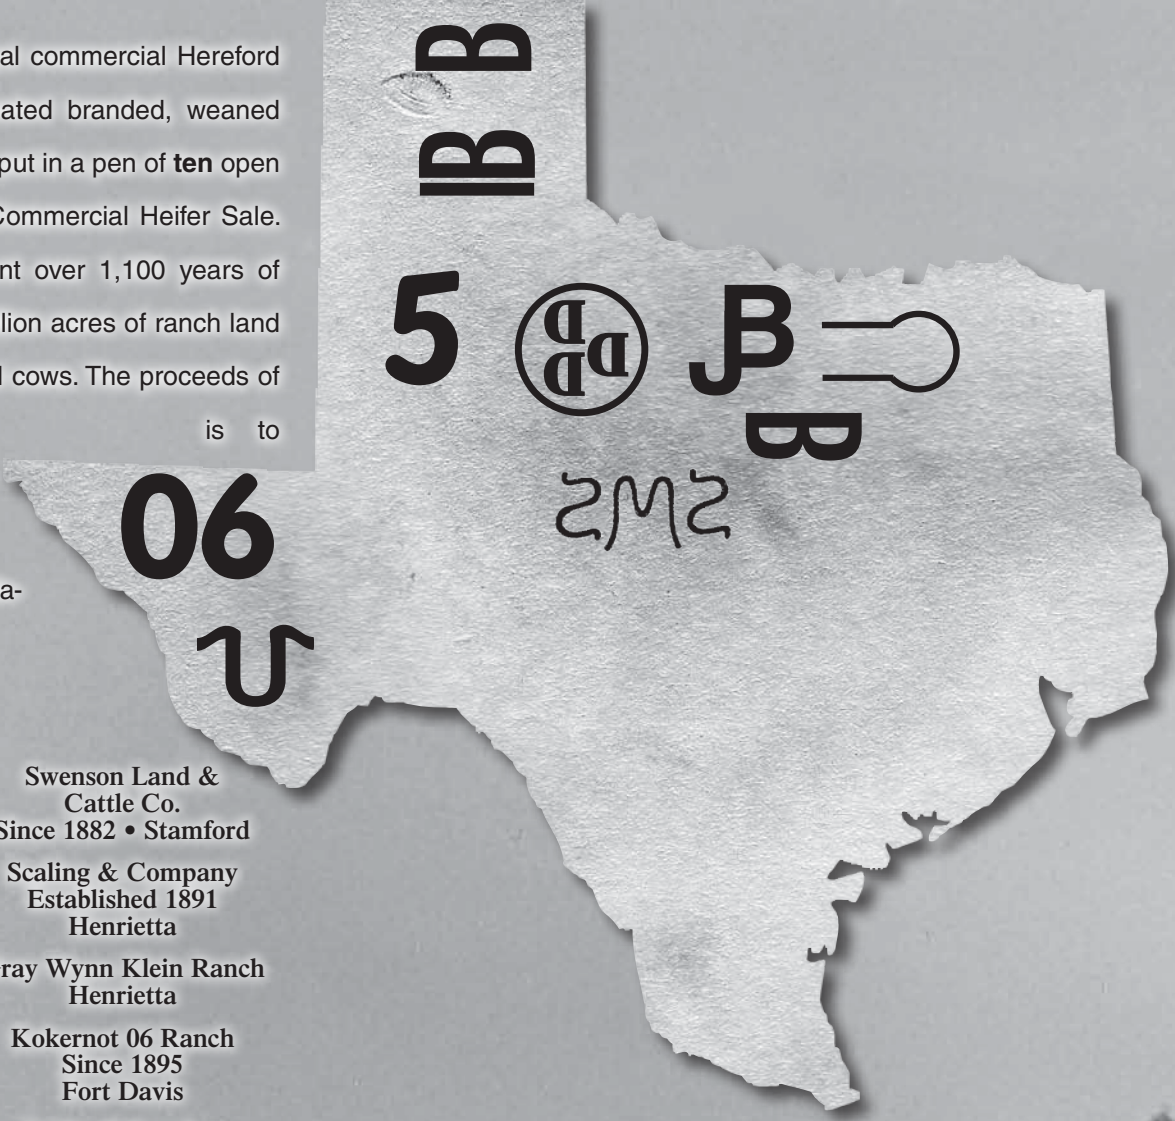 al commercial Hereford
ated branded, weaned
put in a pen of ten open
Commercial Heifer Sale.
nt over 1,100 years of
lion acres of ranch land
cows. The proceeds of
is to
a-
B
B
5
JB
B
SMS
06
U
Swenson Land &
Cattle Co.
Since 1882 • Stamford
Scaling & Company
Established 1891
Henrietta
ray Wynn Klein Ranch
Henrietta
Kokernot 06 Ranch
Since 1895
Fort Davis